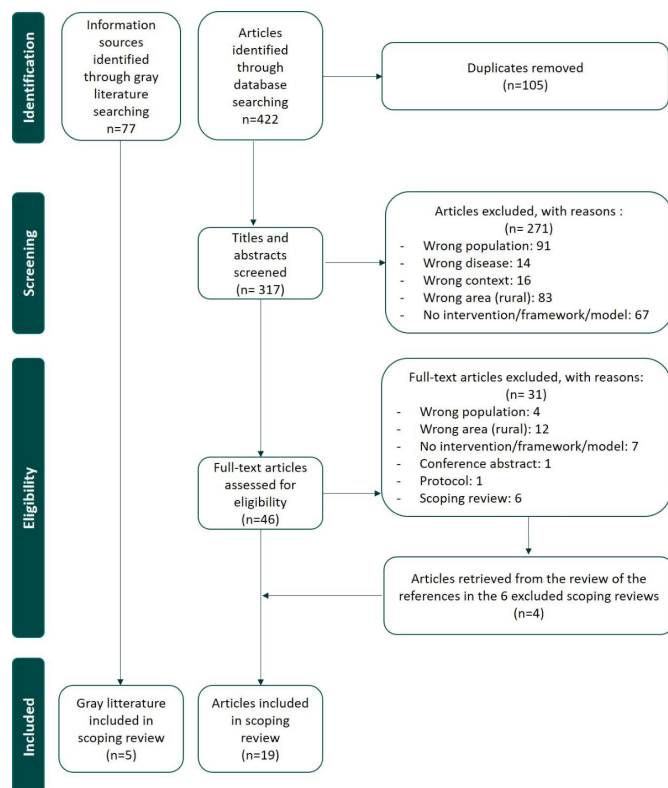 Identification
Information
sources
identified
through gray
literature
searching
n=77
Articles
identified
through
database
searching
n=422
Duplicates removed
(n=105)
Screening
Titles and
abstracts
screened
(n= 317)
Articles excluded, with reasons :
(n= 271)
- Wrong population: 91
- Wrong disease: 14
- Wrong context: 16
- Wrong area (rural): 83
- No intervention/framework/model: 67
Eligibility
Full-text articles
assessed for
eligibility
(n=46)
Full-text articles excluded, with reasons:
(n= 31)
- Wrong population: 4
- Wrong area (rural): 12
- No intervention/framework/model: 7
- Conference abstract: 1
- Protocol: 1
- Scoping review: 6
Articles retrieved from the review of the
references in the 6 excluded scoping reviews
(n=4)
Included
Gray litterature
included in
scoping review
(n=5)
Articles included
in scoping
review
(n=19)